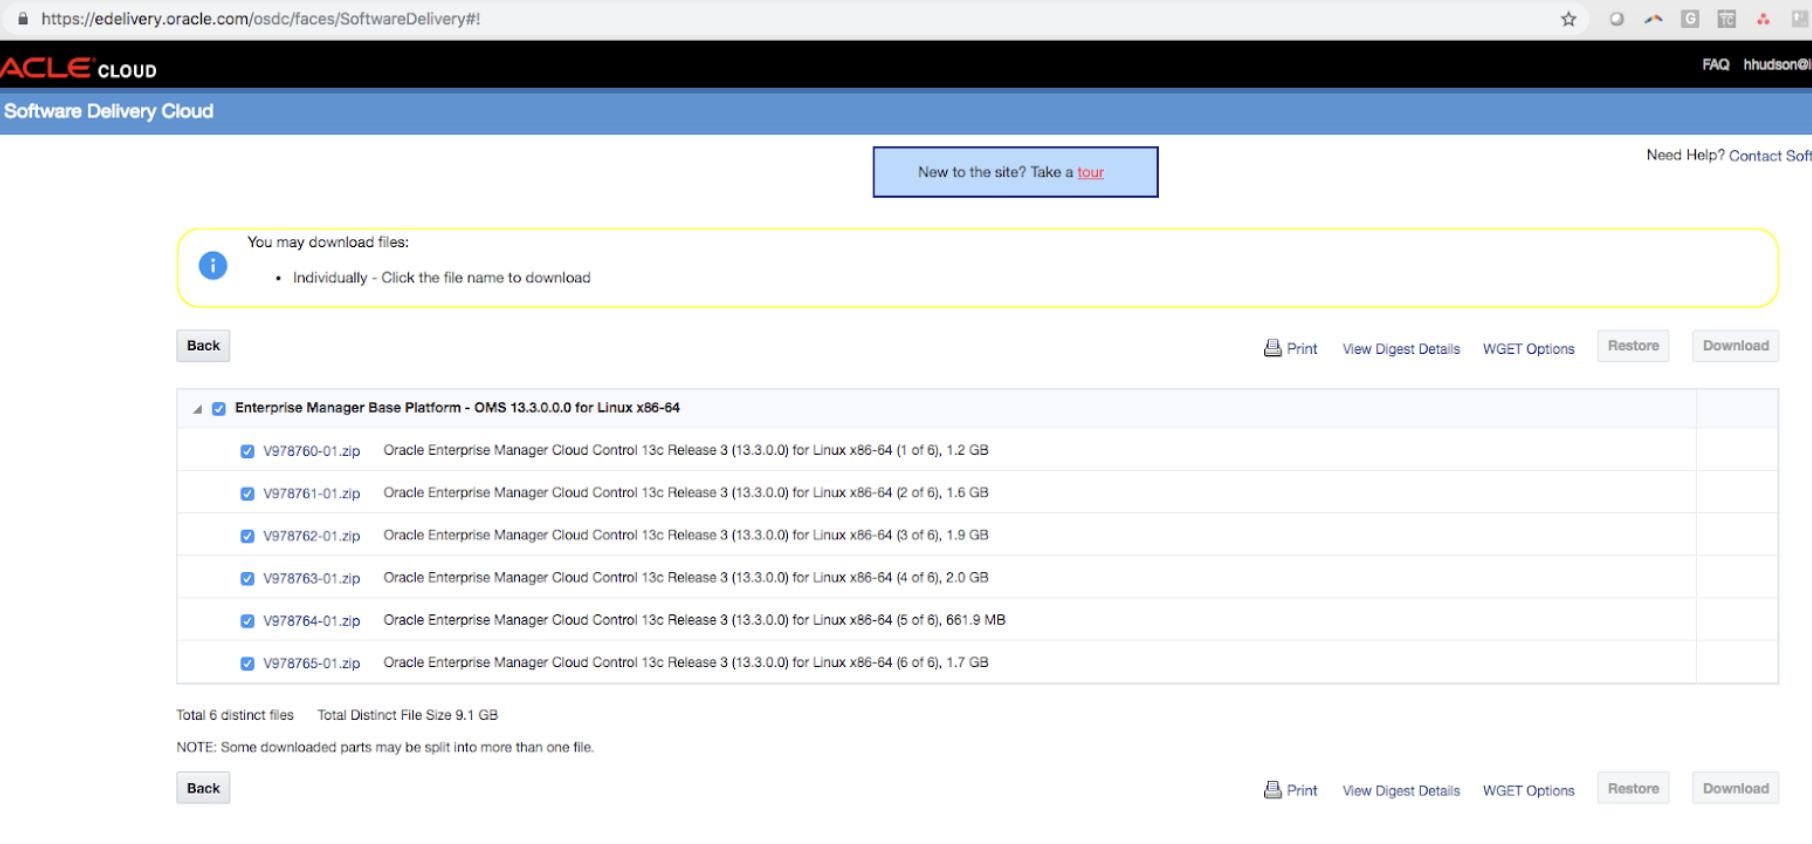 https://edelivery.oracle.com/osdc/faces/SoftwareDelivery#!
ACLE CLOUD
FAQ hhudson@i
Software Delivery Cloud
New to the site? Take a tour
Need Help? Contact Soft
You may download files:
• Individually - Click the file name to download
Back
Print View Digest Details WGET Options Restore Download
Enterprise Manager Base Platform - OMS 13.3.0.0.0 for Linux x86-64
V978760-01.zip Oracle Enterprise Manager Cloud Control 13c Release 3 (13.3.0.0) for Linux x86-64 (1 of 6), 1.2 GB
V978761-01.zip Oracle Enterprise Manager Cloud Control 13c Release 3 (13.3.0.0) for Linux x86-64 (2 of 6), 1.6 GB
V978762-01.zip Oracle Enterprise Manager Cloud Control 13c Release 3 (13.3.0.0) for Linux x86-64 (3 of 6), 1.9 GB
V978763-01.zip Oracle Enterprise Manager Cloud Control 13c Release 3 (13.3.0.0) for Linux x86-64 (4 of 6), 2.0 GB
V978764-01.zip Oracle Enterprise Manager Cloud Control 13c Release 3 (13.3.0.0) for Linux x86-64 (5 of 6), 661.9 MB
V978765-01.zip Oracle Enterprise Manager Cloud Control 13c Release 3 (13.3.0.0) for Linux x86-64 (6 of 6), 1.7 GB
Total 6 distinct files Total Distinct File Size 9.1 GB
NOTE: Some downloaded parts may be split into more than one file.
Back
Print View Digest Details WGET Options Restore Download